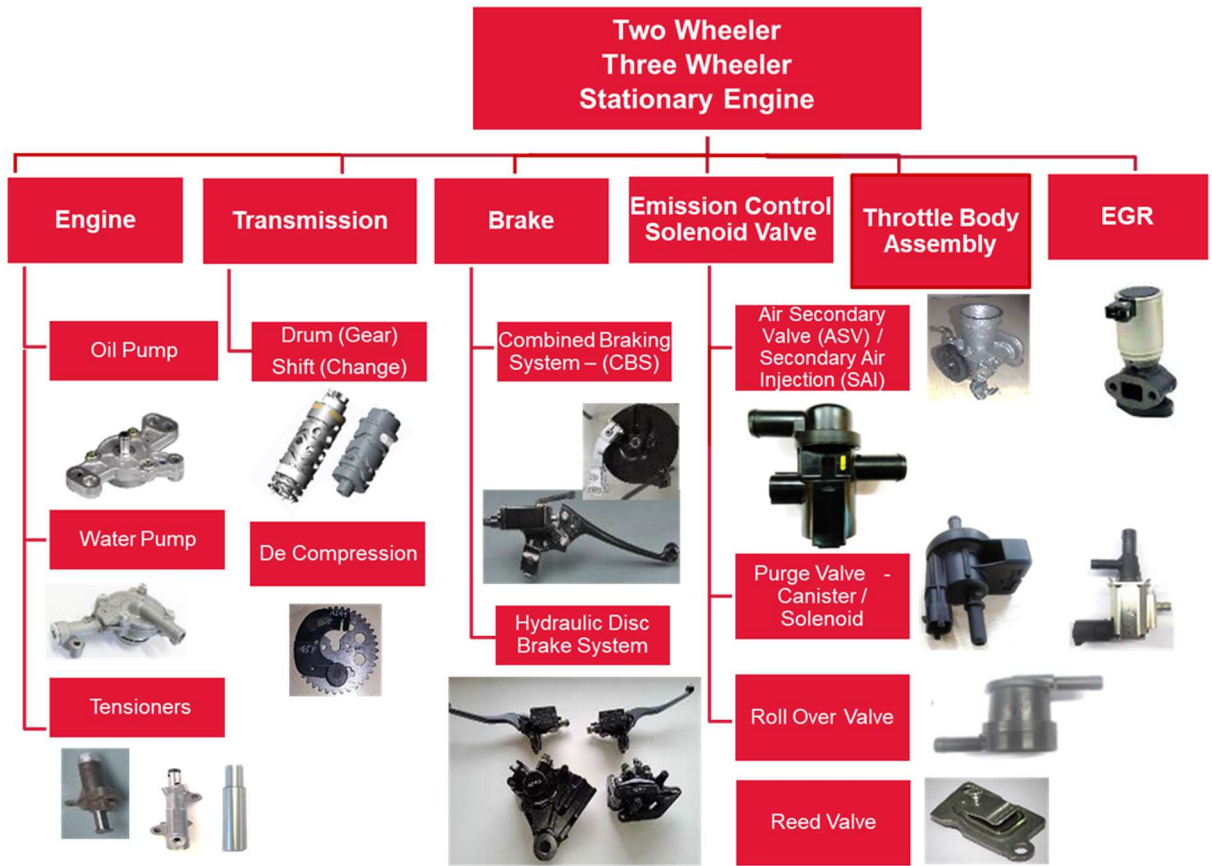 Two Wheeler
Three Wheeler
Stationary Engine
Engine
Transmission
Brake
Emission Control
Solenoid Valve
Throttle Body
Assembly
EGR
Oil Pump
Drum (Gear)
Shift (Change)
Combined Braking
System – (CBS)
Air Secondary
Valve (ASV) /
Secondary Air
Injection (SAI)
Water Pump
De Compression
Purge Valve -
Canister /
Solenoid
Hydraulic Disc
Brake System
Tensioners
Roll Over Valve
Reed Valve